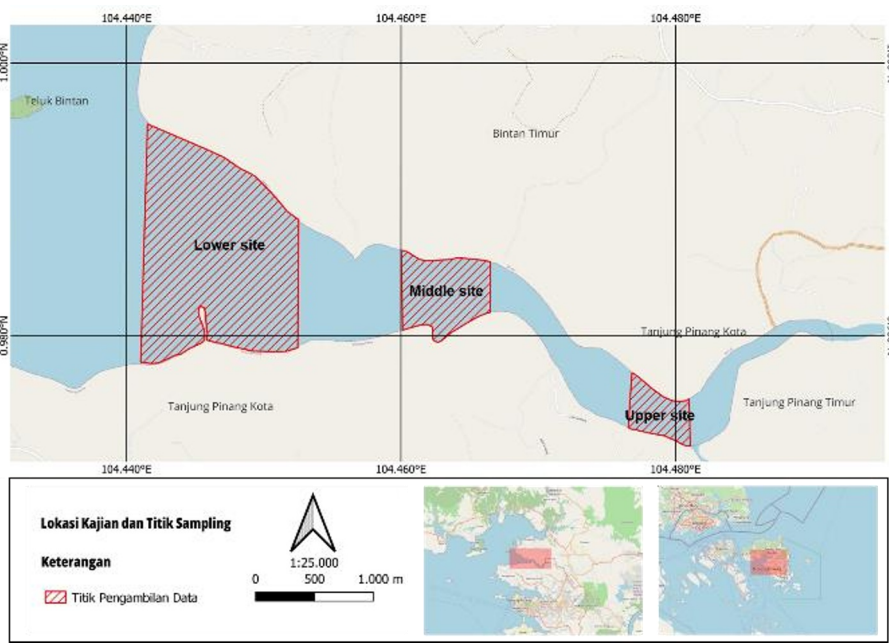 104.440°E 104.460°E 104.480°E
1.000°N
Teluk Bintan
Bintan Timur
Lower site
Middle site
0.980°N
Tanjung Pinang Kota
Tanjung Pinang Kota
Upper site
Tanjung Pinang Timur
104.440°E 104.460°E 104.480°E
Lokasi Kajian dan Titik Sampling
1:25.000
Keterangan
0 500 1.000 m
Titik Pengambilan Data